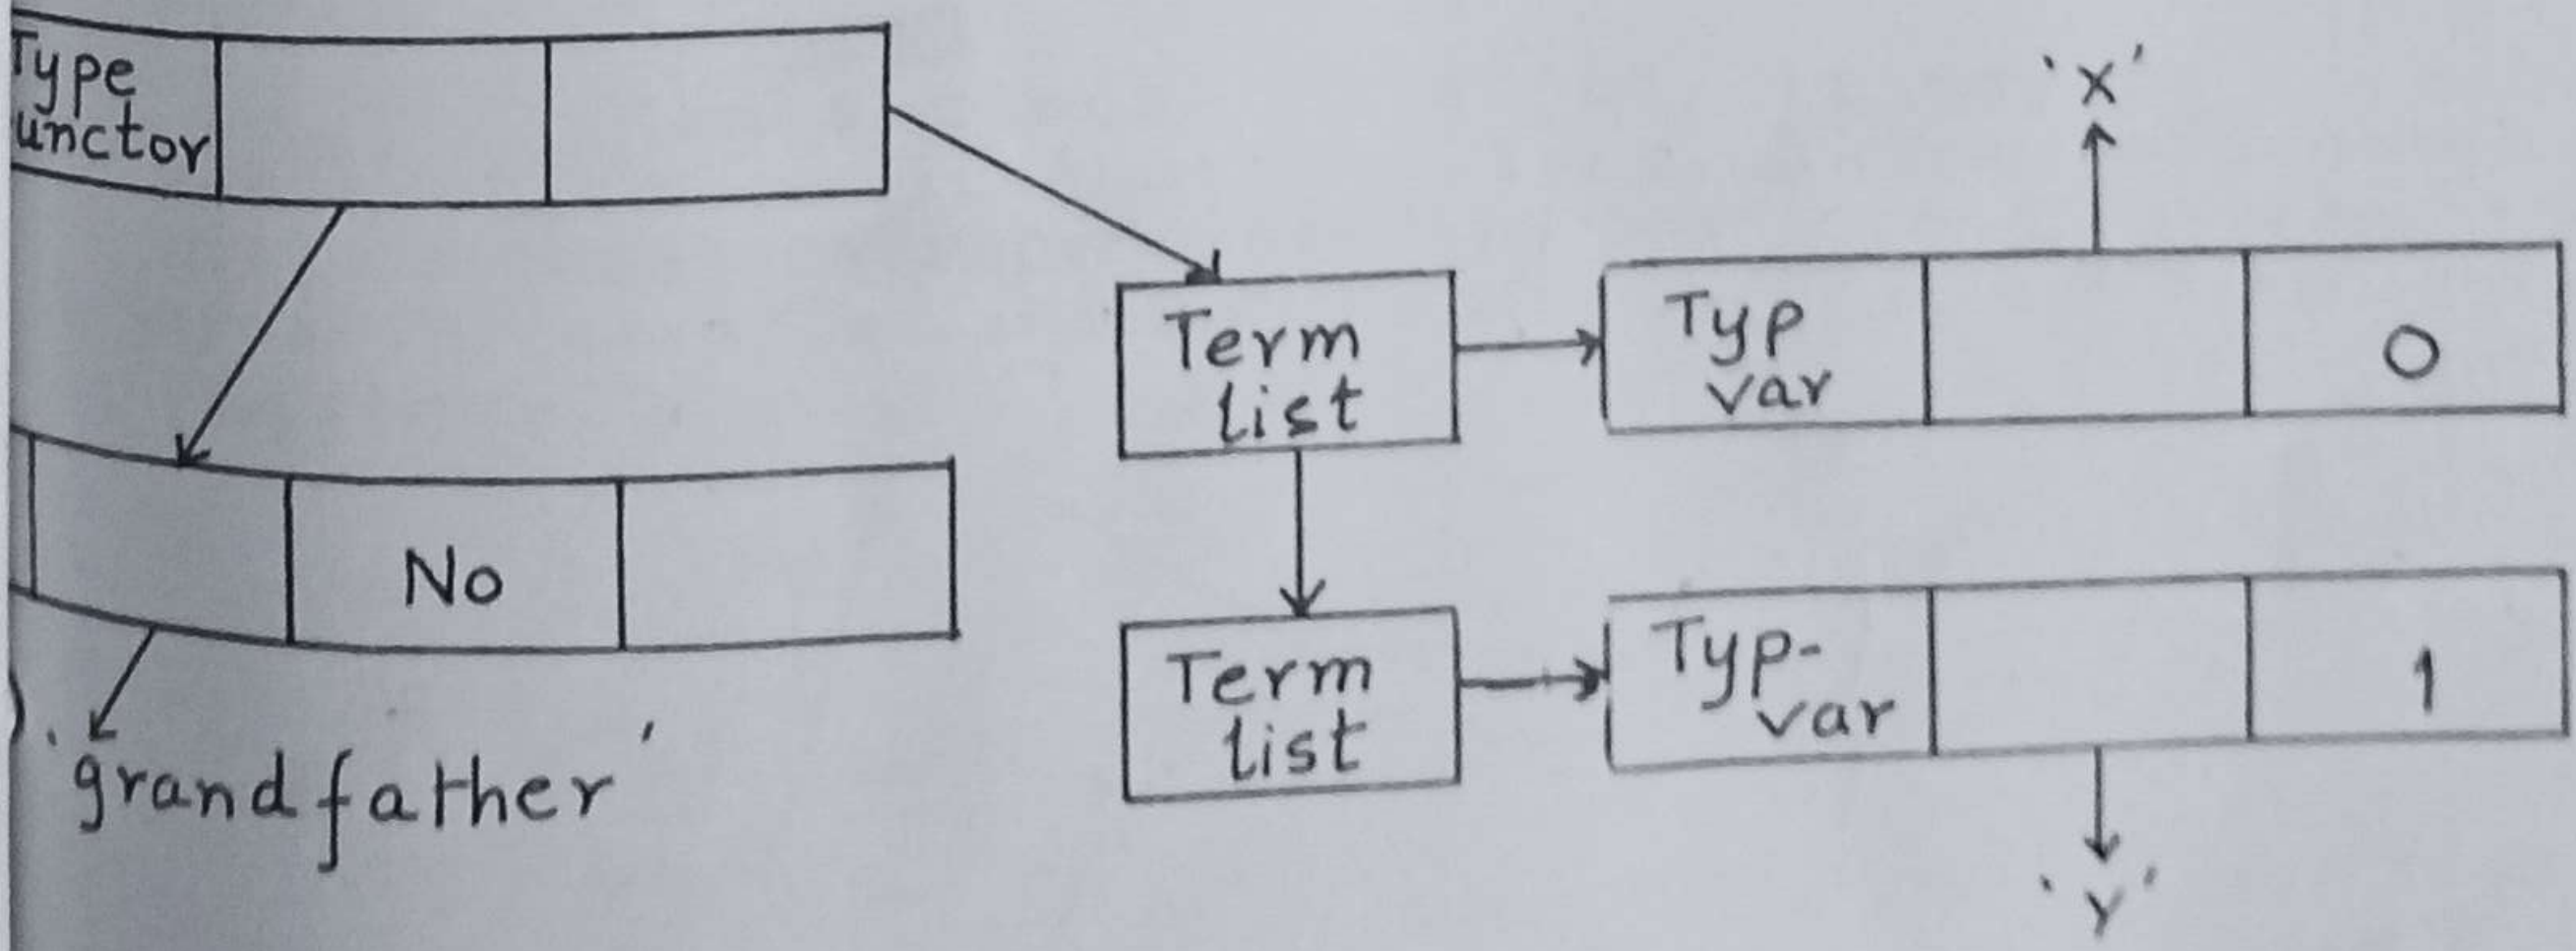 Type
unctor
'X'
Term
list
Typ
var
0
No
Term
list
Typ-
var
1
).
'grandfather'
'Y'